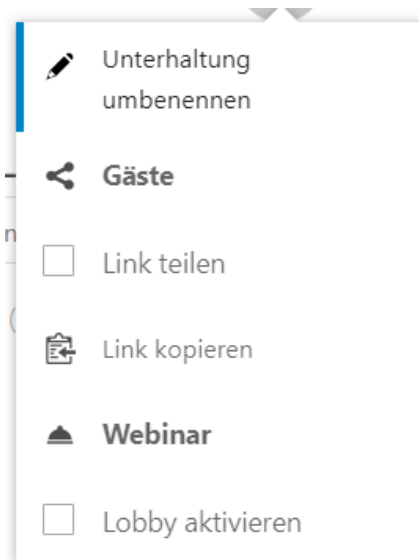 Unterhaltung
umbenennen
Gäste
Link teilen
Link kopieren
Webinar
Lobby aktivieren